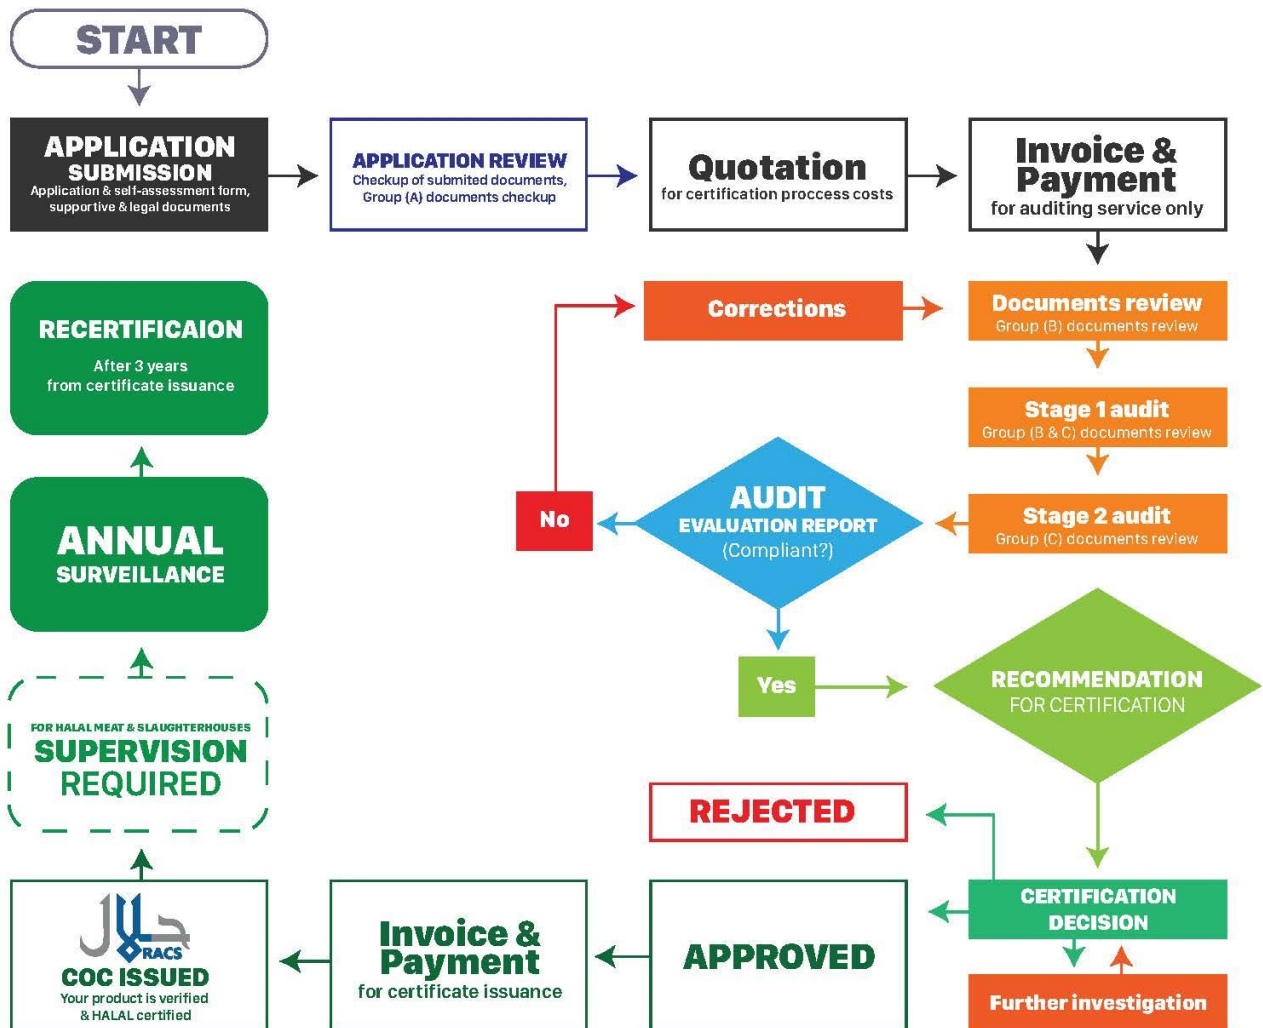 START
APPLICATION
SUBMISSION
Application & self-assessment form,
supportive & legal documents
APPLICATION REVIEW
Checkup of submited documents,
Group (A) documents checkup
Quotation
for certification proccess costs
Invoice &
Payment
for auditing service only
RECERTIFICAION
After 3 years
from certificate issuance
Corrections
Documents review
Group (B) documents review
Stage 1 audit
Group (B & C) documents review
ANNUAL
SURVEILLANCE
No
AUDIT
EVALUATION REPORT
(Compliant?)
Stage 2 audit
Group (C) documents review
Yes
RECOMMENDATION
FOR CERTIFICATION
FOR HALAL MEAT & SLAUGHTERHOUSES
SUPERVISION
REQUIRED
REJECTED
CERTIFICATION
DECISION
حلال
RACS
COC ISSUED
Your product is verified
& HALAL certified
Invoice &
Payment
for certificate issuance
APPROVED
Further investigation